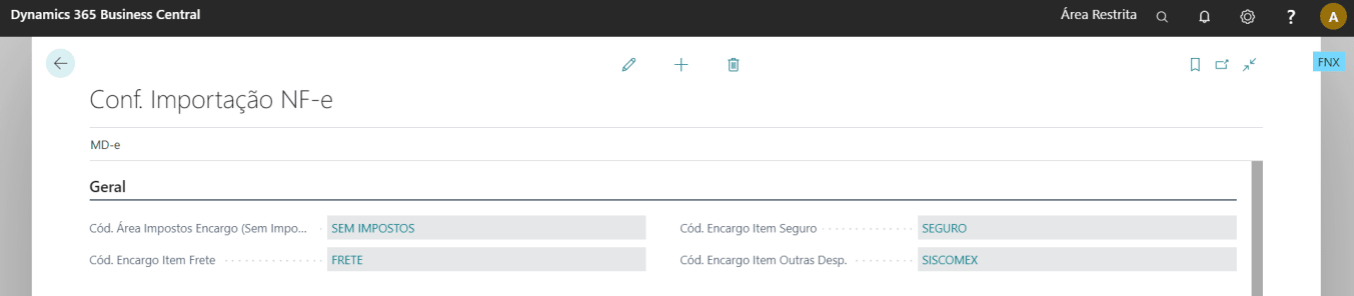 Dynamics 365 Business Central
Área Restrita
?
A
FNX
Conf. Importação NF-e
MD-e
Geral
Cód. Área Impostos Encargo (Sem Impo... SEM IMPOSTOS
Cód. Encargo Item Seguro SEGURO
Cód. Encargo Item Frete FRETE
Cód. Encargo Item Outras Desp. SISCOMEX